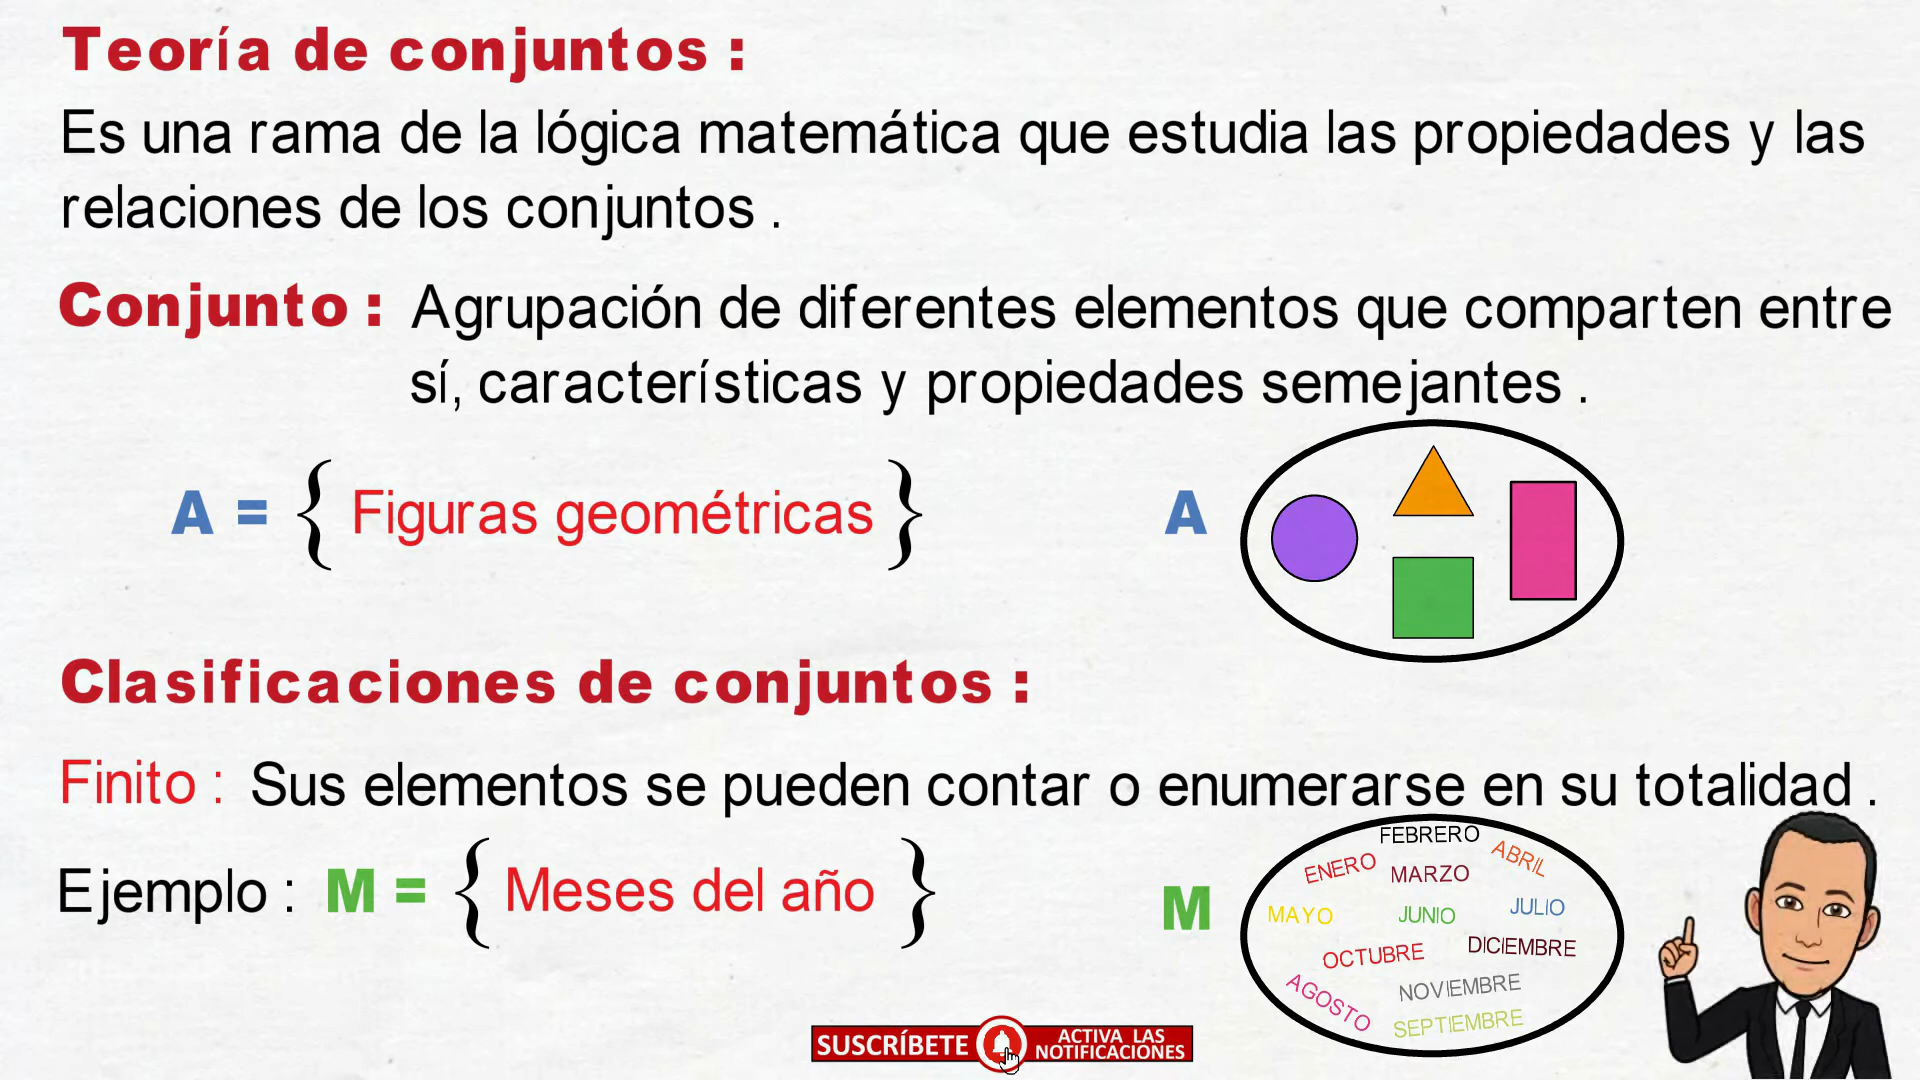 Teoría de conjuntos :
Es una rama de la lógica matemática que estudia las propiedades y las
relaciones de los conjuntos .
Conjunto : Agrupación de diferentes elementos que comparten entre
sí, características y propiedades semejantes .
A = { Figuras geométricas }
A
Clasificaciones de conjuntos :
Finito : Sus elementos se pueden contar o enumerarse en su totalidad .
Ejemplo : M = { Meses del año }
M
FEBRERO
ENERO MARZO ABRIL
MAYO JUNIO JULIO
OCTUBRE DICIEMBRE
AGOSTO NOVIEMBRE
SEPTIEMBRE
SUSCRÍBETE
ACTIVA LAS
NOTIFICACIONES